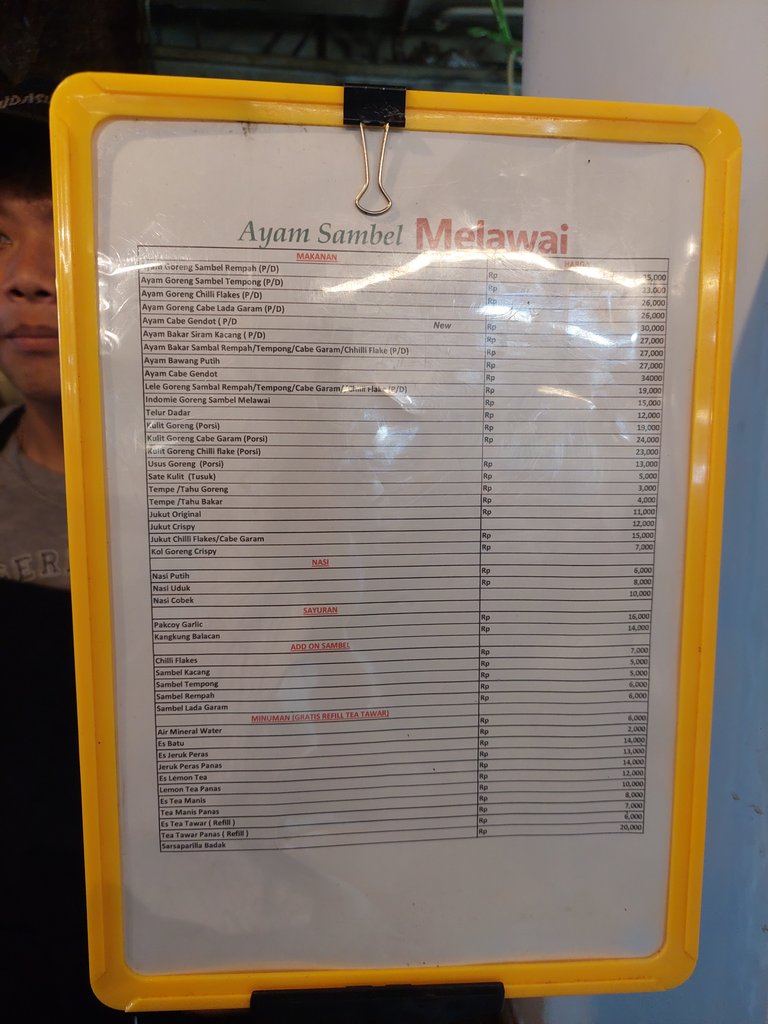 Ayam Sambel Melawai
MAKANAN HARGA
Ayam Goreng Sambel Rempah (P/D) Rp 25,000
Ayam Goreng Sambel Tempong (P/D) Rp 23.000
Ayam Goreng Chilli Flakes (P/D) Rp 26,000
Ayam Goreng Cabe Lada Garam (P/D) Rp 26,000
Ayam Cabe Gendot ( P/D New Rp 30,000
Ayam Bakar Siram Kacang ( P/D) Rp 27,000
Ayam Bakar Sambal Rempah/Tempong/Cabe Garam/Chhilli Flake (P/D) Rp 27,000
Ayam Bawang Putih Rp 27,000
Ayam Cabe Gendot Rp 34000
Lele Goreng Sambal Rempah/Tempong/Cabe Garam/Chilli Flake (P/D) Rp 19,000
Indomie Goreng Sambel Melawai Rp 15,000
Telur Dadar Rp 12,000
Kulit Goreng (Porsi) Rp 19,000
Kulit Goreng Cabe Garam (Porsi) Rp 24,000
Kulit Goreng Chilli flake (Porsi) 23,000
Usus Goreng (Porsi) Rp 13,000
Sate Kulit (Tusuk) Rp 5,000
Tempe /Tahu Goreng Rp 3,000
Tempe /Tahu Bakar Rp 4,000
Jukut Original Rp 11,000
Jukut Crispy 12,000
Jukut Chilli Flakes/Cabe Garam Rp 15,000
Kol Goreng Crispy Rp 7,000
NASI
Nasi Putih Rp 6,000
Nasi Uduk Rp 8,000
Nasi Cobek 10,000
SAYURAN
Pakcoy Garlic Rp 16,000
Kangkung Balacan Rp 14,000
ADD ON SAMBEL
Chilli Flakes Rp 7,000
Sambel Kacang Rp 5,000
Sambel Tempong Rp 5,000
Sambel Rempah Rp 6,000
Sambel Lada Garam Rp 6,000
MINUMAN (GRATIS REFILL TEA TAWAR)
Air Mineral Water Rp 6,000
Es Batu Rp 2,000
Es Jeruk Peras Rp 14,000
Jeruk Peras Panas Rp 13,000
Es Lemon Tea Rp 14,000
Lemon Tea Panas Rp 12,000
Es Tea Manis Rp 10,000
Tea Manis Panas Rp 8,000
Es Tea Tawar ( Refill ) Rp 7,000
Tea Tawar Panas ( Refill ) Rp 6,000
Sarsaparilla Badak Rp 20,000